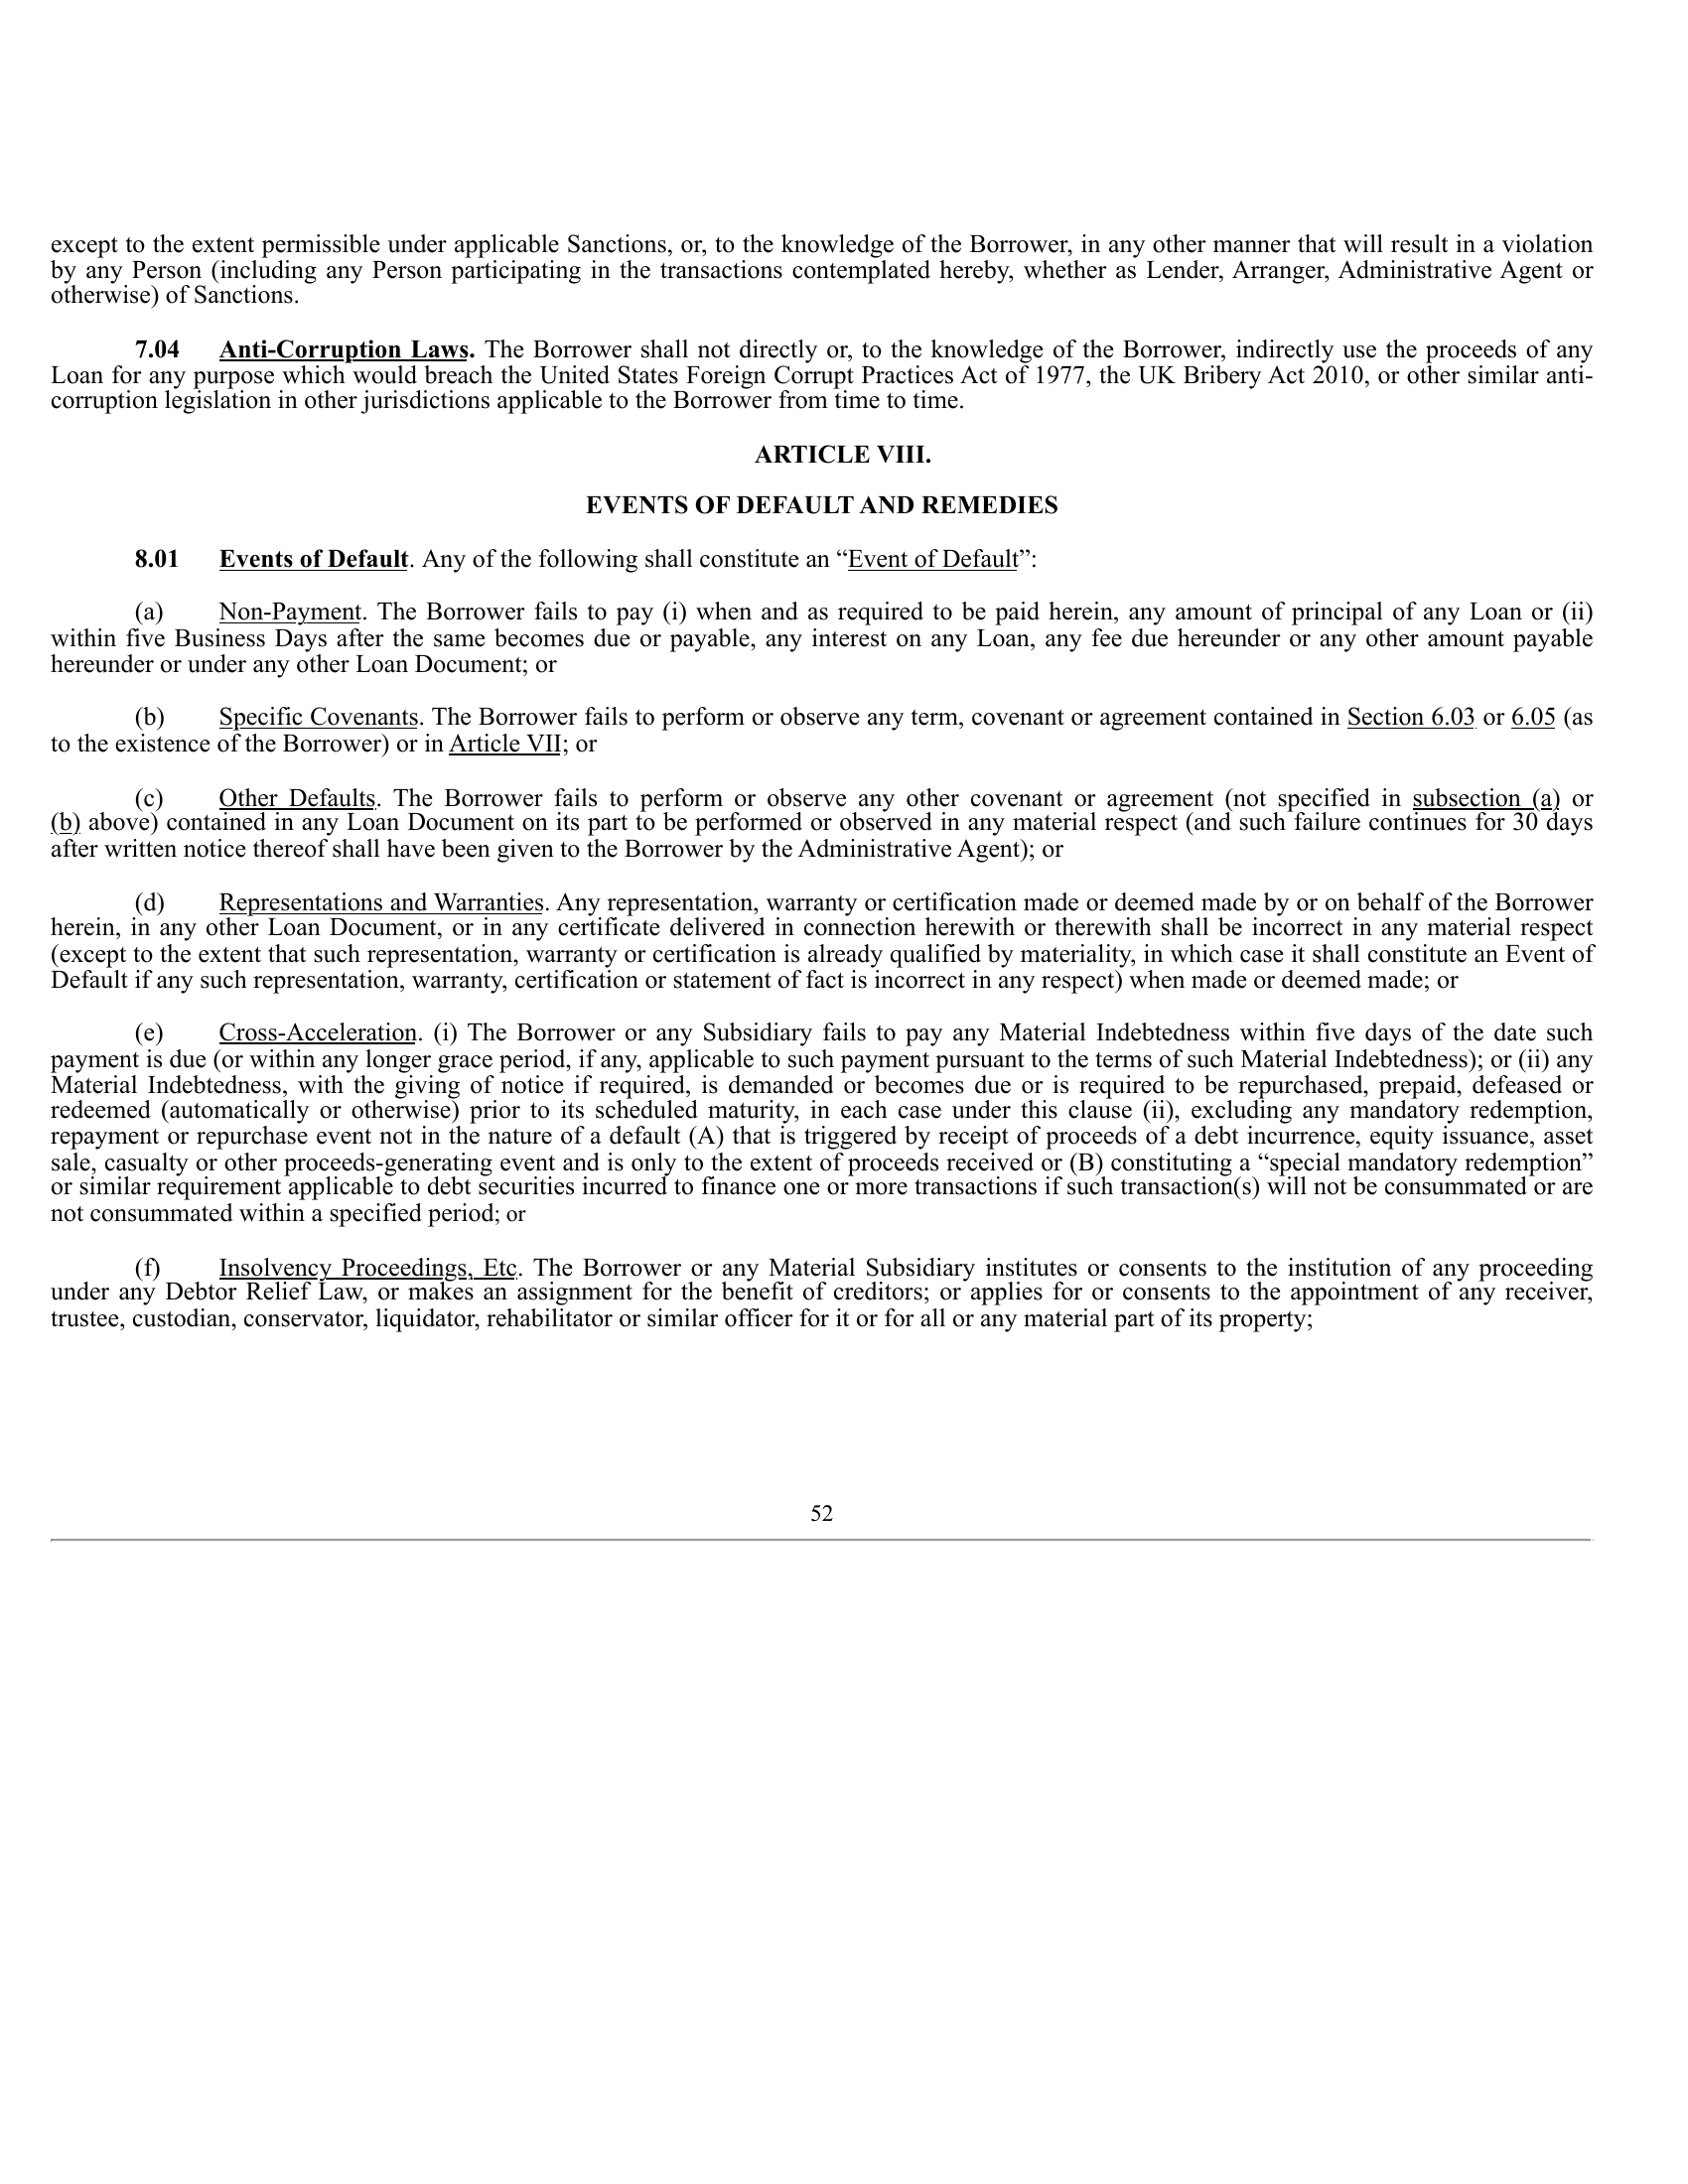 except to the extent permissible under applicable Sanctions, or, to the knowledge of the Borrower, in any other manner that will result in a violation
by any Person (including any Person participating in the transactions contemplated hereby, whether as Lender, Arranger, Administrative Agent or
otherwise) of Sanctions.
7.04 Anti-Corruption Laws. The Borrower shall not directly or, to the knowledge of the Borrower, indirectly use the proceeds of any
Loan for any purpose which would breach the United States Foreign Corrupt Practices Act of 1977, the UK Bribery Act 2010, or other similar anti-
corruption legislation in other jurisdictions applicable to the Borrower from time to time.
ARTICLE VIII.
EVENTS OF DEFAULT AND REMEDIES
8.01 Events of Default. Any of the following shall constitute an “Event of Default”:
(a) Non-Payment. The Borrower fails to pay (i) when and as required to be paid herein, any amount of principal of any Loan or (ii)
within five Business Days after the same becomes due or payable, any interest on any Loan, any fee due hereunder or any other amount payable
hereunder or under any other Loan Document; or
(b) Specific Covenants. The Borrower fails to perform or observe any term, covenant or agreement contained in Section 6.03 or 6.05 (as
to the existence of the Borrower) or in Article VII; or
(c) Other Defaults. The Borrower fails to perform or observe any other covenant or agreement (not specified in subsection (a) or
(b) above) contained in any Loan Document on its part to be performed or observed in any material respect (and such failure continues for 30 days
after written notice thereof shall have been given to the Borrower by the Administrative Agent); or
(d) Representations and Warranties. Any representation, warranty or certification made or deemed made by or on behalf of the Borrower
herein, in any other Loan Document, or in any certificate delivered in connection herewith or therewith shall be incorrect in any material respect
(except to the extent that such representation, warranty or certification is already qualified by materiality, in which case it shall constitute an Event of
Default if any such representation, warranty, certification or statement of fact is incorrect in any respect) when made or deemed made; or
(e) Cross-Acceleration. (i) The Borrower or any Subsidiary fails to pay any Material Indebtedness within five days of the date such
payment is due (or within any longer grace period, if any, applicable to such payment pursuant to the terms of such Material Indebtedness); or (ii) any
Material Indebtedness, with the giving of notice if required, is demanded or becomes due or is required to be repurchased, prepaid, defeased or
redeemed (automatically or otherwise) prior to its scheduled maturity, in each case under this clause (ii), excluding any mandatory redemption,
repayment or repurchase event not in the nature of a default (A) that is triggered by receipt of proceeds of a debt incurrence, equity issuance, asset
sale, casualty or other proceeds-generating event and is only to the extent of proceeds received or (B) constituting a “special mandatory redemption”
or similar requirement applicable to debt securities incurred to finance one or more transactions if such transaction(s) will not be consummated or are
not consummated within a specified period; or
(f) Insolvency Proceedings, Etc. The Borrower or any Material Subsidiary institutes or consents to the institution of any proceeding
under any Debtor Relief Law, or makes an assignment for the benefit of creditors; or applies for or consents to the appointment of any receiver,
trustee, custodian, conservator, liquidator, rehabilitator or similar officer for it or for all or any material part of its property;
52